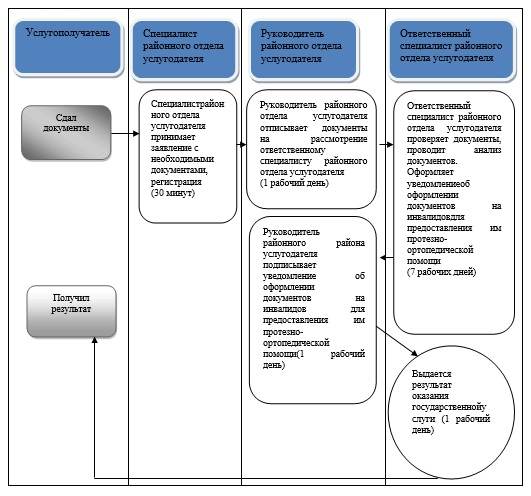 Услугополучатель
Специалист
районного отдела
услугодателя
Руководитель
районного отдела
услугодателя
Ответственный
специалист районного
отдела услугодателя
Сдал
документы
Специалистрайон
ного отдела
услугодателя
принимает
заявление с
необходимыми
документами,
регистрация
(30 минут)
Руководитель районного
отдела услугодателя
отписывает документы
на рассмотрение
ответственному
специалисту районного
отдела услугодателя
(1 рабочий день)
Ответственный
специалист районного
отдела услугодателя
проверяет документы,
проводит анализ
документов.
Оформляет
уведомлениеоб
оформлении
документов на
инвалидовдля
предоставления им
протезно-
ортопедической
помощи
(7 рабочих дней)
Руководитель
районного района
услугодателя
подписывает
уведомление об
оформлении
документов на
инвалидов для
предоставления им
протезно-
ортопедической
помощи(1 рабочий
день)
Получил
результат
Выдается
результат
оказания
государственнойу
слуги (1 рабочий
день)